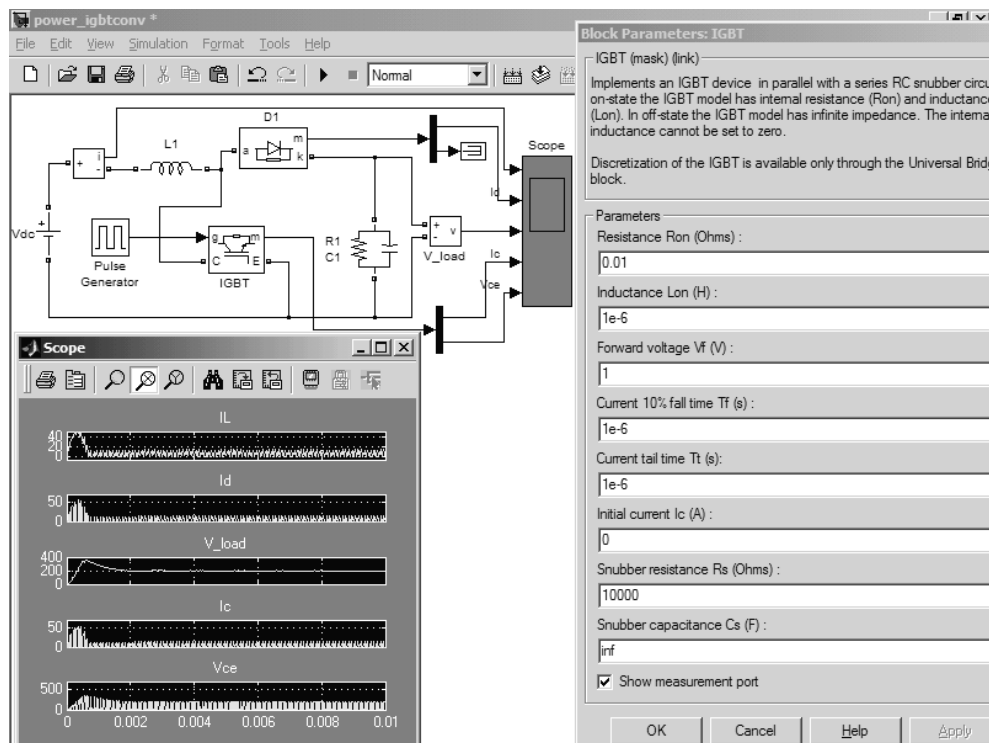 power_igbtconv *
File Edit View Simulation Format Tools Help
Normal
D1
L1
i
+
-
a
m
k
Scope
Id
Vdc
+
Pulse
Generator
g
m
C
E
IGBT
R1
C1
+
-
v
V_load
Ic
Vce
Scope
IL
40
20
0
Id
50
0
V_load
400
200
0
Ic
50
0
Vce
500
0
0 0.002 0.004 0.006 0.008 0.01
Block Parameters: IGBT
IGBT (mask) (link)
Implements an IGBT device in parallel with a series RC snubber circu
on-state the IGBT model has internal resistance (Ron) and inductance
(Lon). In off-state the IGBT model has infinite impedance. The interna
inductance cannot be set to zero.
Discretization of the IGBT is available only through the Universal Bridg
block.
Parameters
Resistance Ron (Ohms) :
0.01
Inductance Lon (H) :
1e-6
Forward voltage Vf (V) :
1
Current 10% fall time Tf (s) :
1e-6
Current tail time Tt (s):
1e-6
Initial current Ic (A) :
0
Snubber resistance Rs (Ohms) :
10000
Snubber capacitance Cs (F) :
inf
Show measurement port
OK Cancel Help Apply